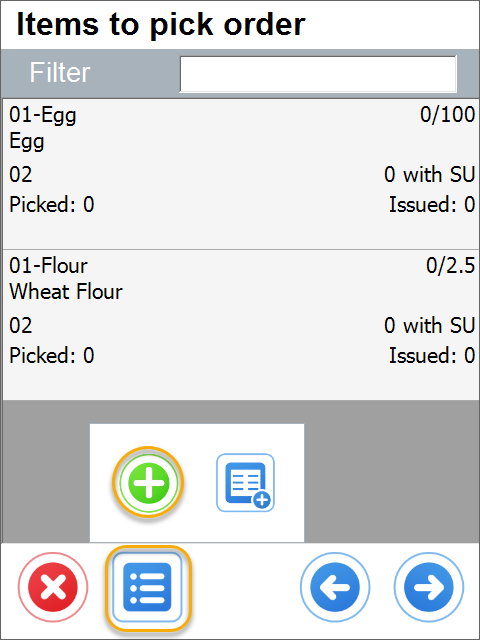 Items to pick order
Filter
01-Egg 0/100
Egg
02 0 with SU
Picked: 0 Issued: 0
01-Flour 0/2.5
Wheat Flour
02 0 with SU
Picked: 0 Issued: 0